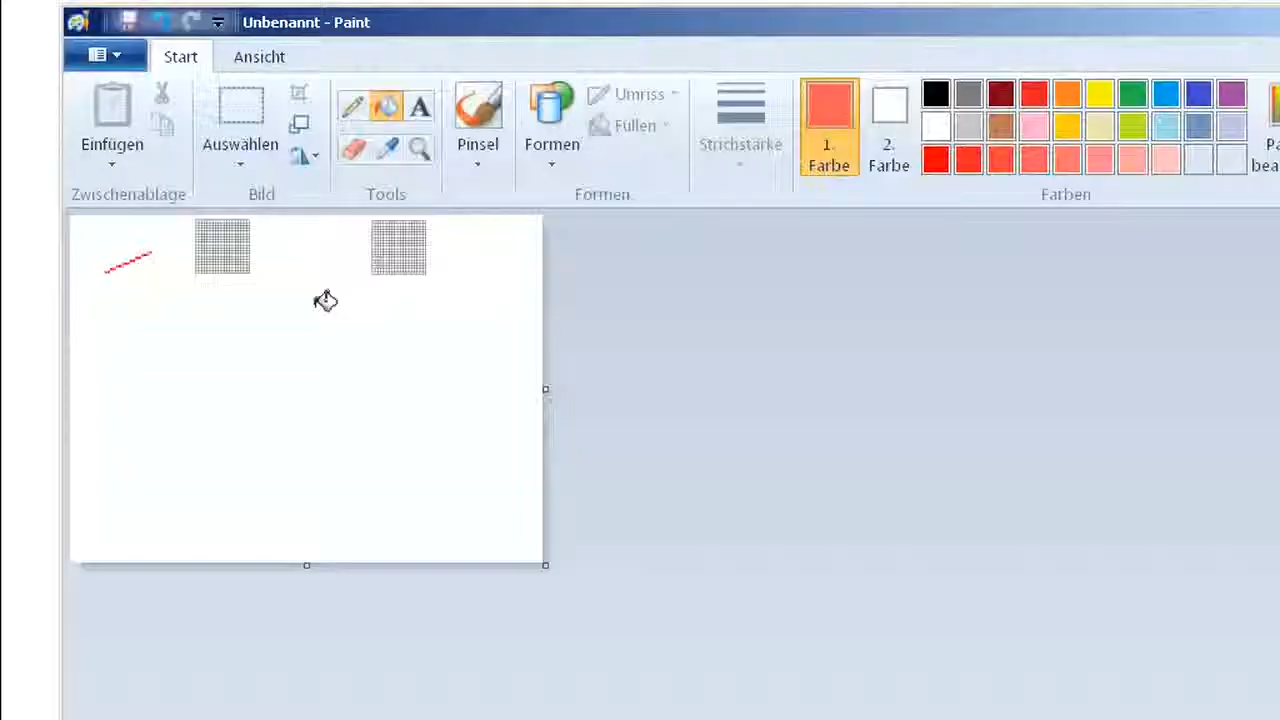 Unbenannt - Paint
Start Ansicht
Einfügen
Auswählen
A
Pinsel
Formen
Umriss
Füllen
Strichstärke
1.
Farbe
2.
Farbe
Zwischenablage Bild Tools Formen Farben